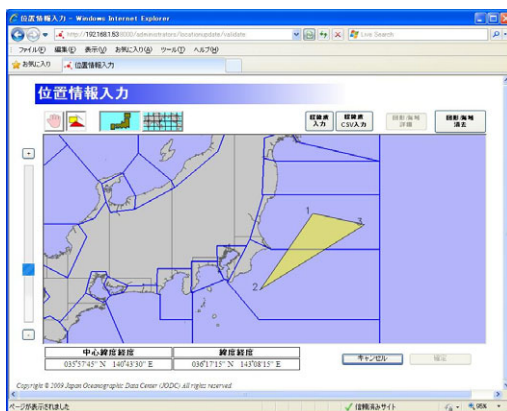 位置情報入力 - Windows Internet Explorer
http://192.168.1.53:8080/administrators/locationupdate/validate
Live Search
ファイル(F) 編集(E) 表示(V) お気に入り(A) ツール(T) ヘルプ(H)
お気に入り 位置情報入力
位置情報入力
経緯度入力
経緯度CSV入力
図形/海域詳細
図形/海域消去
+
1
3
2
-
中心緯度経度 緯度経度
035°57'45" N 140°43'30" E 036°17'15" N 143°08'15" E
キャンセル 確定
Copyright © 2009 Japan Oceanographic Data Center (JODC) All rights reserved
ページが表示されました 信頼済みサイト 95%